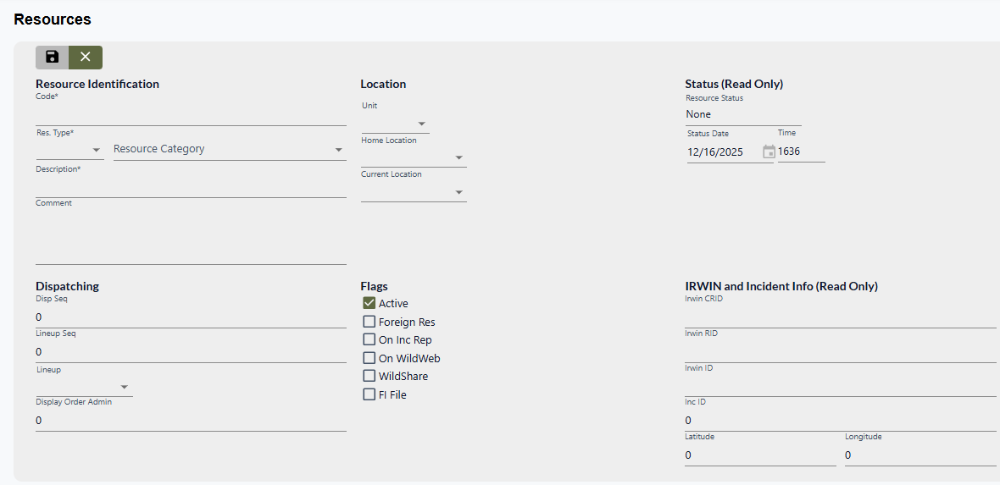 Resources
Resource Identification
Code*
Res. Type*
Resource Category
Description*
Comment
Location
Unit
Home Location
Current Location
Status (Read Only)
Resource Status
None
Status Date Time
12/16/2025 1636
Dispatching
Disp Seq
0
Lineup Seq
0
Lineup
Display Order Admin
0
Flags
Active
Foreign Res
On Inc Rep
On WildWeb
WildShare
FI File
IRWIN and Incident Info (Read Only)
Irwin CRID
Irwin RID
Irwin ID
Inc ID
0
Latitude Longitude
0 0